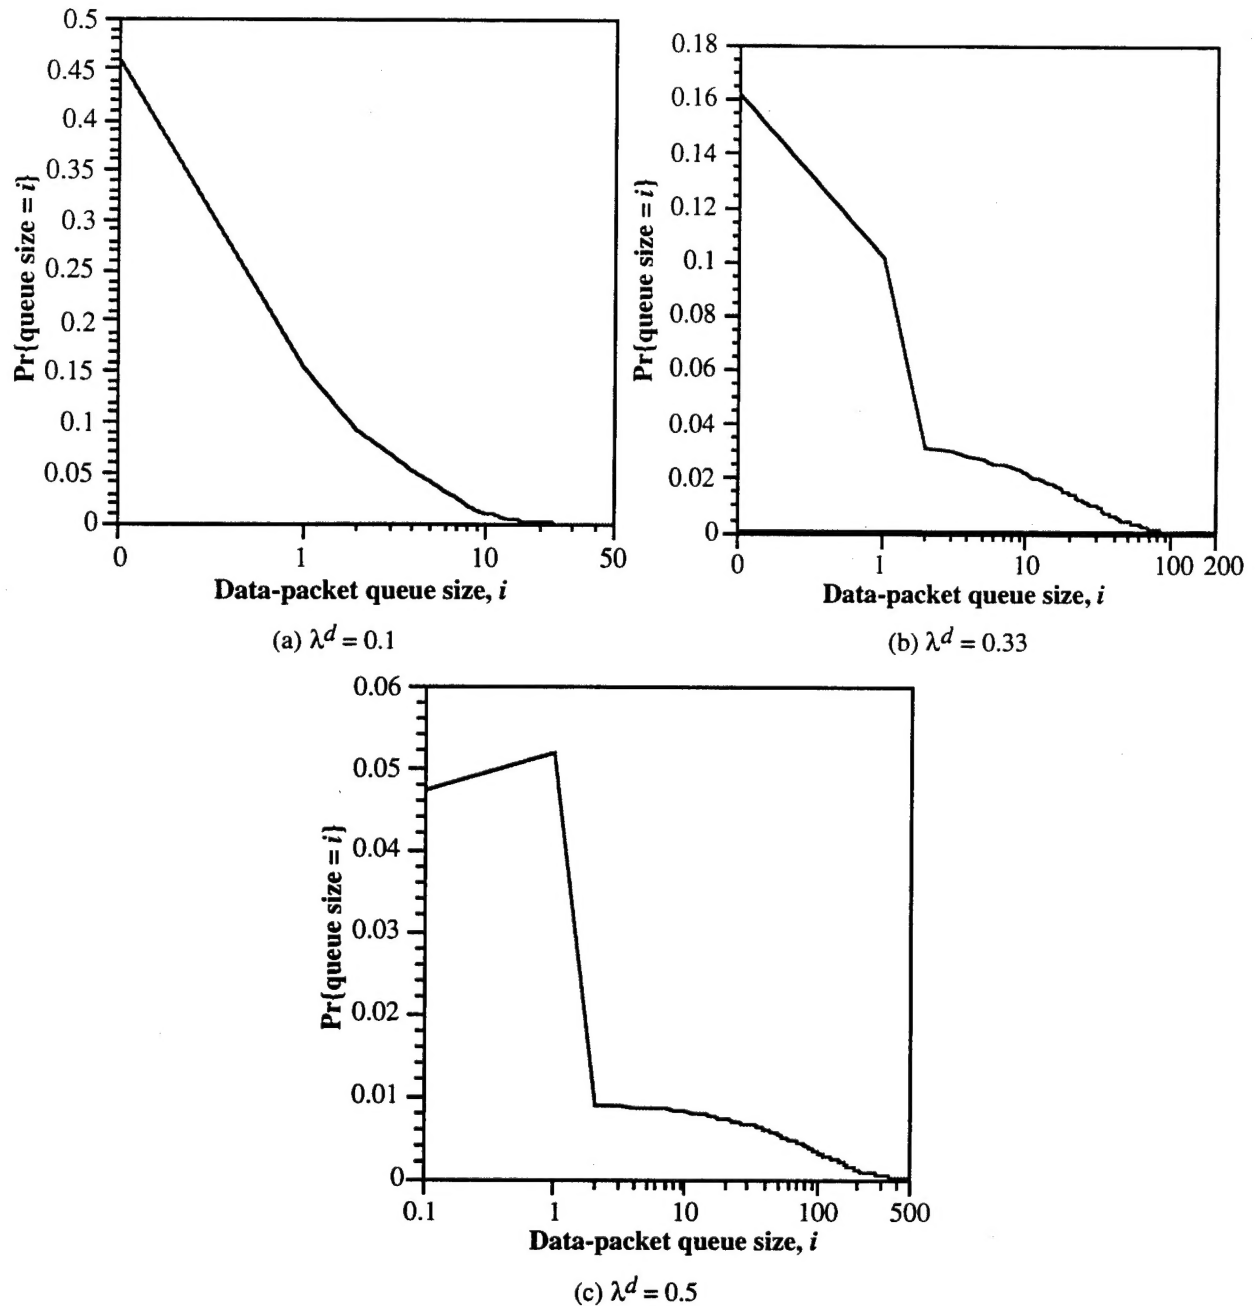 0.5
0.45
0.4
0.35
0.3
0.25
0.2
0.15
0.1
0.05
0
Pr{queue size = i}
0 1 10 50
Data-packet queue size, i
(a) λd = 0.1
0.18
0.16
0.14
0.12
0.1
0.08
0.06
0.04
0.02
0
Pr{queue size = i}
0 1 10 100 200
Data-packet queue size, i
(b) λd = 0.33
0.06
0.05
0.04
0.03
0.02
0.01
0
Pr{queue size = i}
0.1 1 10 100 500
Data-packet queue size, i
(c) λd = 0.5